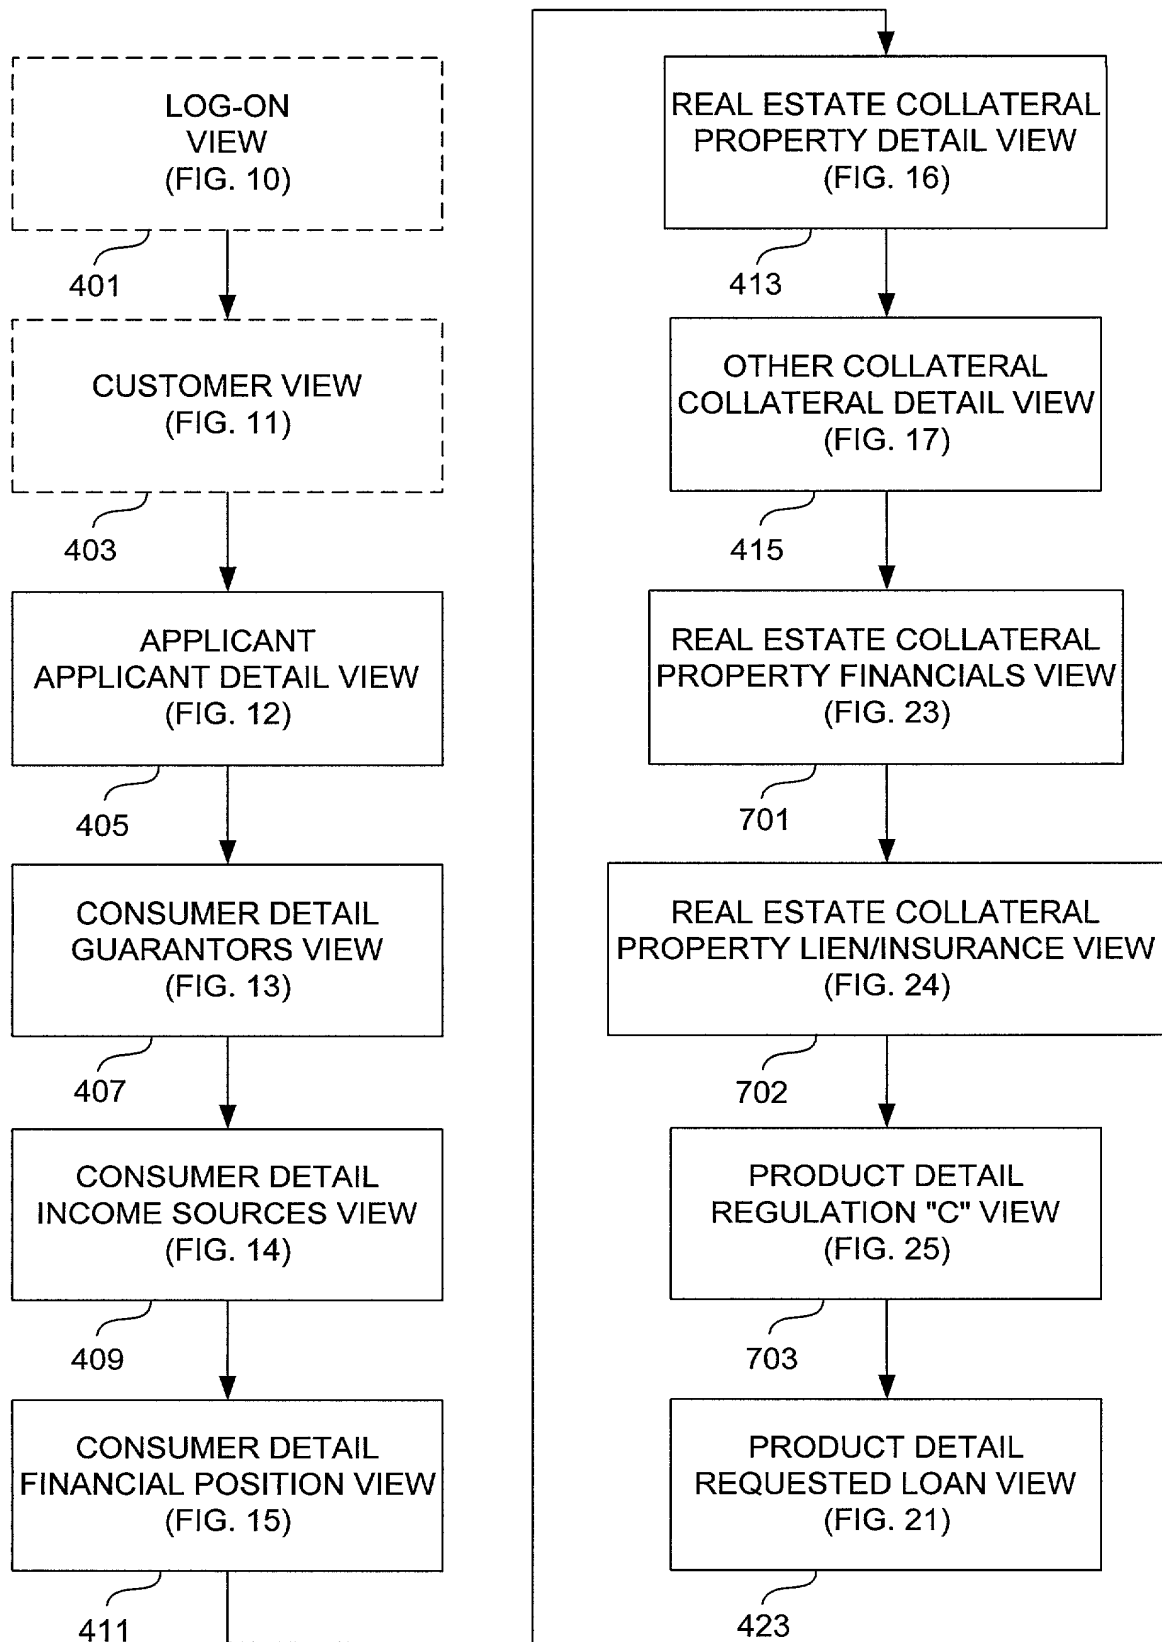 LOG-ON
VIEW
(FIG. 10)
401
CUSTOMER VIEW
(FIG. 11)
403
APPLICANT
APPLICANT DETAIL VIEW
(FIG. 12)
405
CONSUMER DETAIL
GUARANTORS VIEW
(FIG. 13)
407
CONSUMER DETAIL
INCOME SOURCES VIEW
(FIG. 14)
409
CONSUMER DETAIL
FINANCIAL POSITION VIEW
(FIG. 15)
411
REAL ESTATE COLLATERAL
PROPERTY DETAIL VIEW
(FIG. 16)
413
OTHER COLLATERAL
COLLATERAL DETAIL VIEW
(FIG. 17)
415
REAL ESTATE COLLATERAL
PROPERTY FINANCIALS VIEW
(FIG. 23)
701
REAL ESTATE COLLATERAL
PROPERTY LIEN/INSURANCE VIEW
(FIG. 24)
702
PRODUCT DETAIL
REGULATION "C" VIEW
(FIG. 25)
703
PRODUCT DETAIL
REQUESTED LOAN VIEW
(FIG. 21)
423